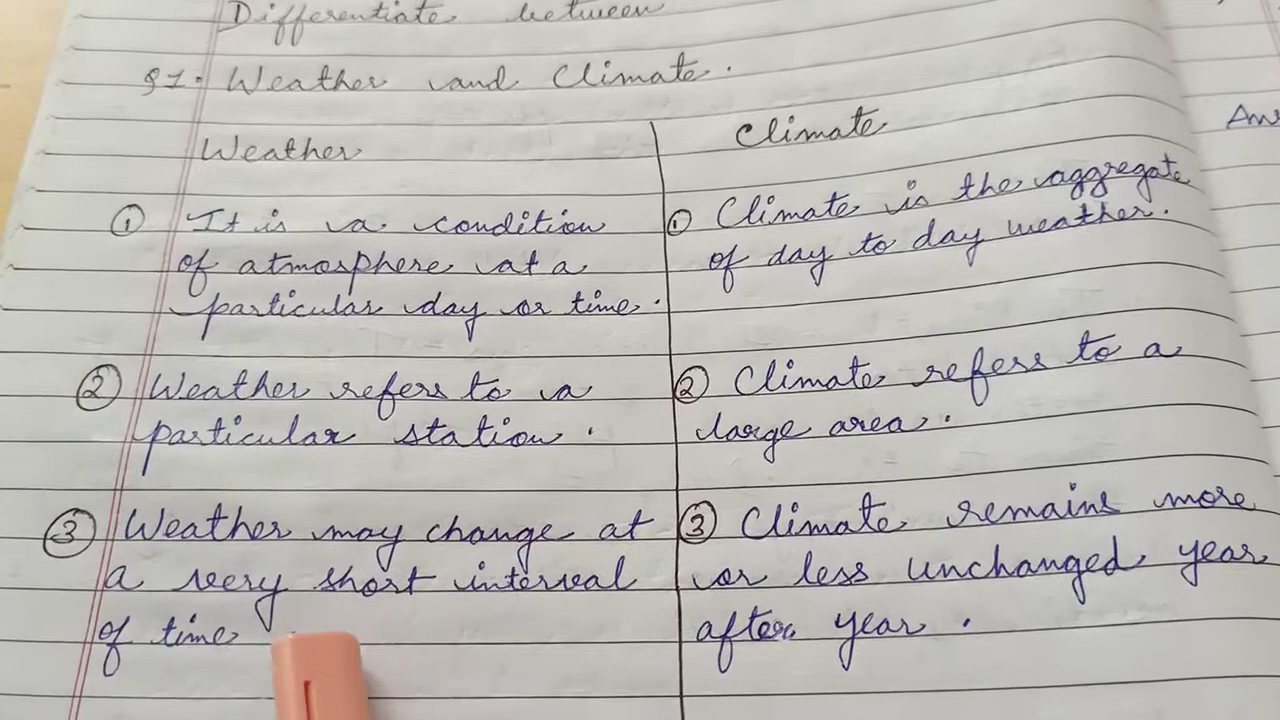 Differentiate between
Q1. Weather and Climate.
Weather
① It is a condition
of atmosphere at a
particular day or time.
② Weather refers to a
particular station.
③ Weather may change at
a very short interval
of time
Climate
① Climate is the aggregate
of day to day weather.
② Climate refers to a
large area.
③ Climate remains more
or less unchanged year
after year.
Ans